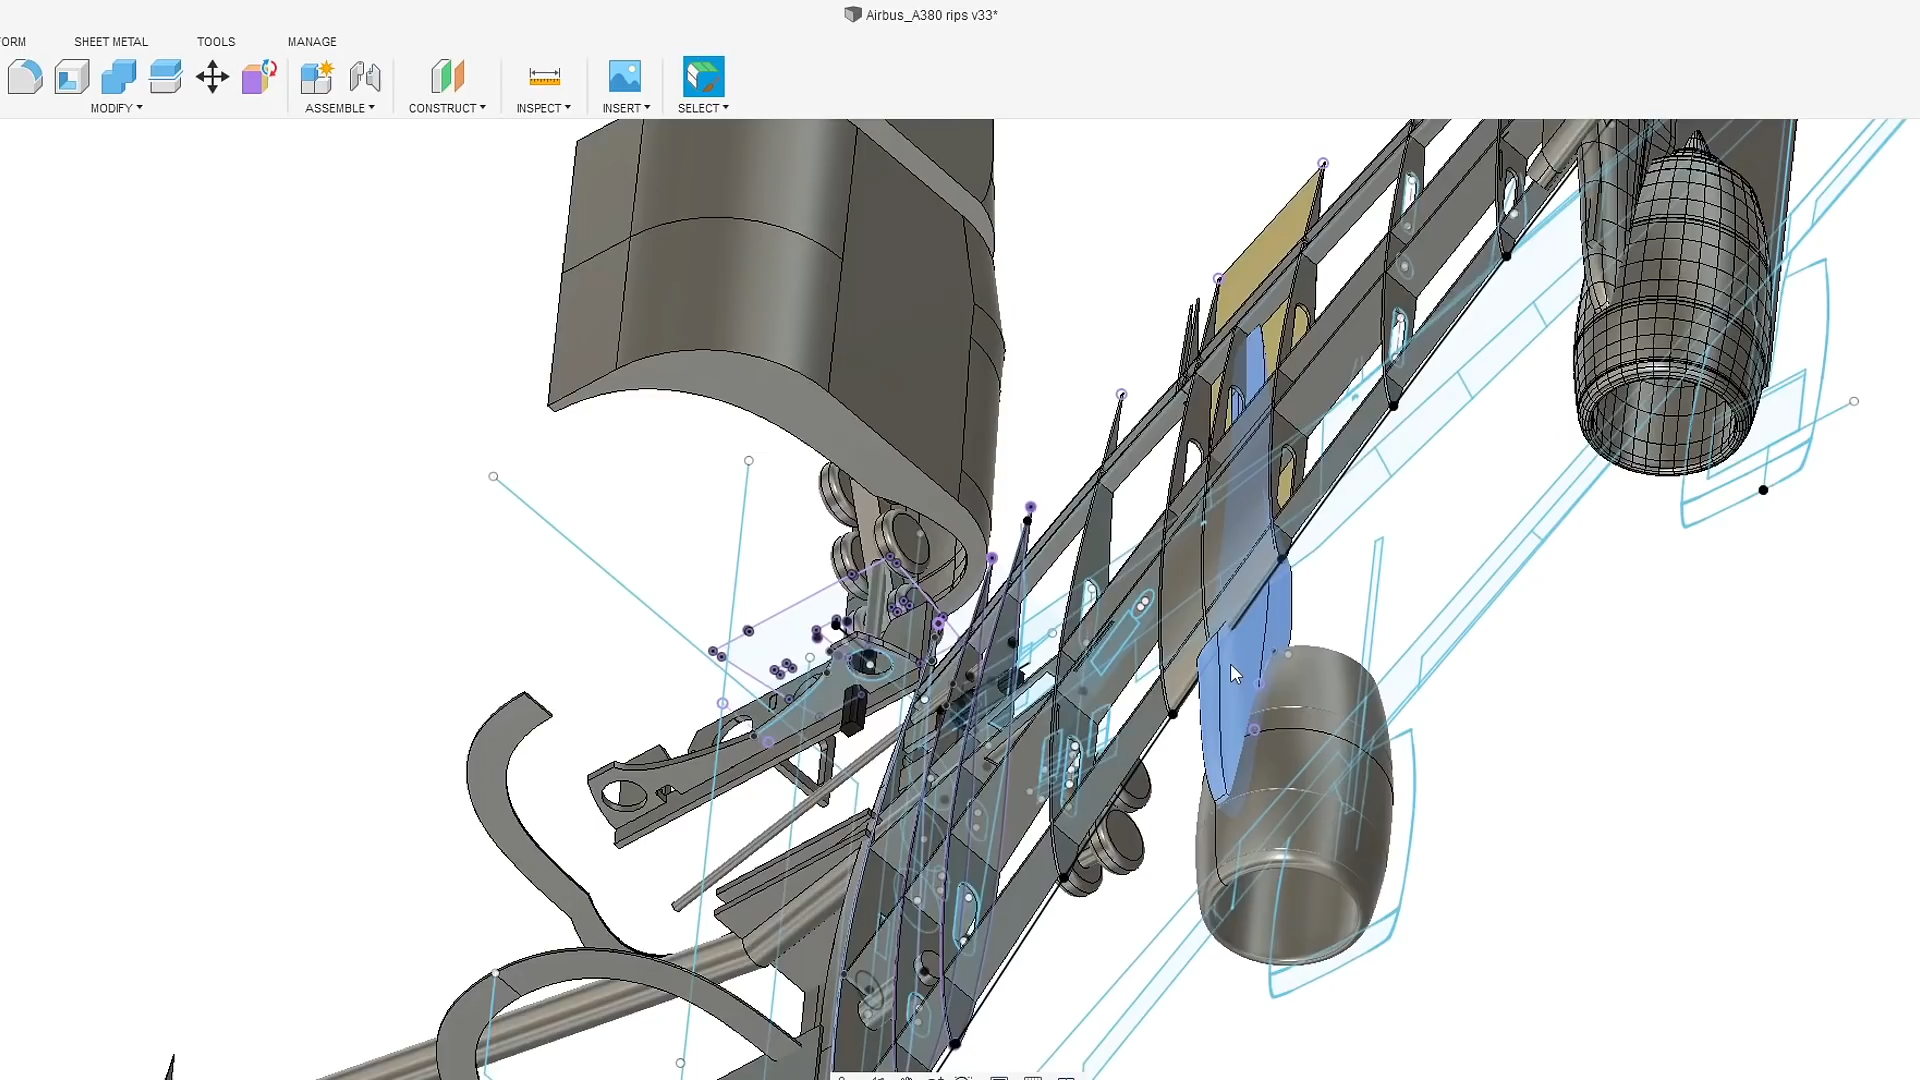 Airbus_A380 rips v33*
ORM SHEET METAL TOOLS MANAGE
MODIFY ASSEMBLE CONSTRUCT INSPECT INSERT SELECT